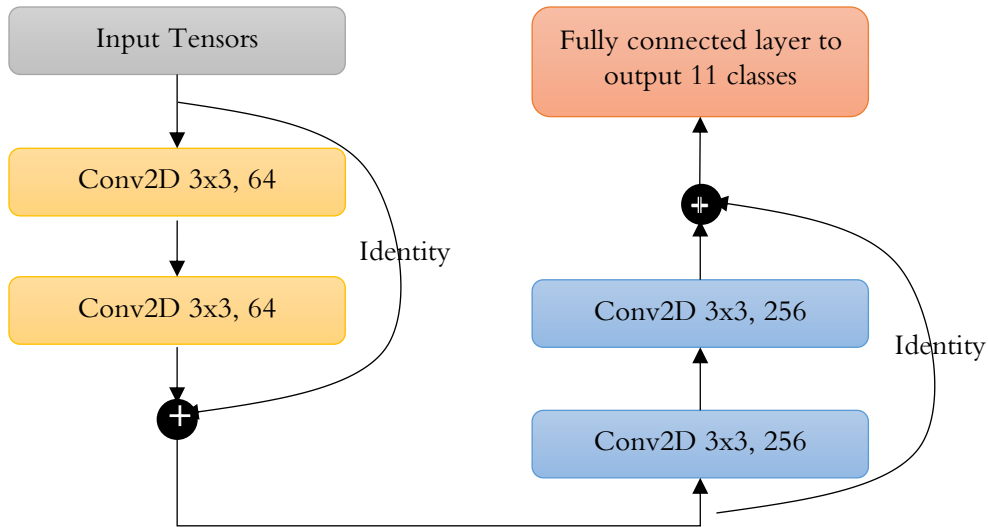 Input Tensors
Conv2D 3x3, 64
Identity
Conv2D 3x3, 64
+
Fully connected layer to
output 11 classes
+
Conv2D 3x3, 256
Identity
Conv2D 3x3, 256